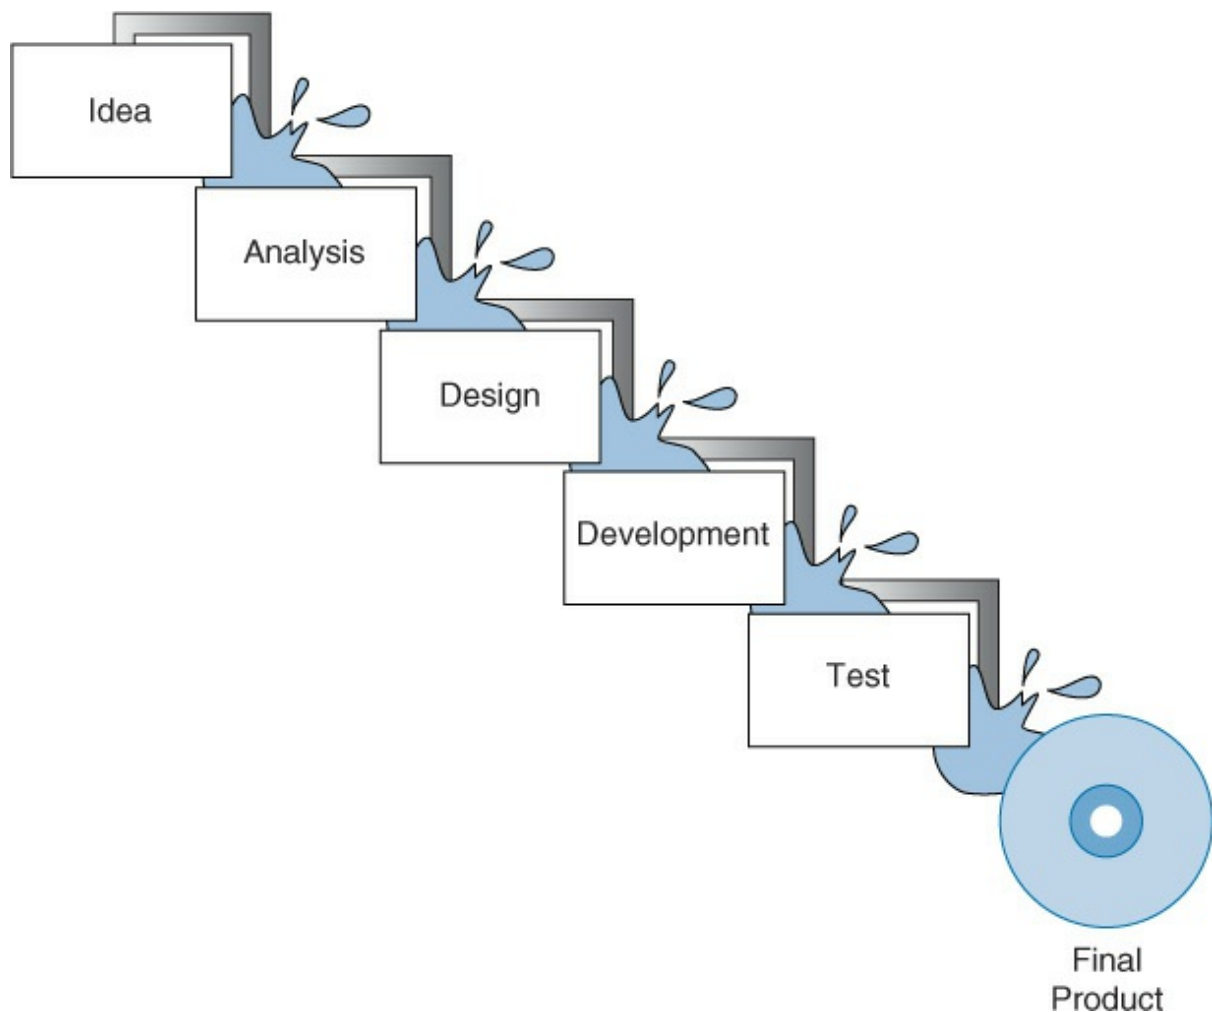 Idea
Analysis
Design
Development
Test
Final
Product